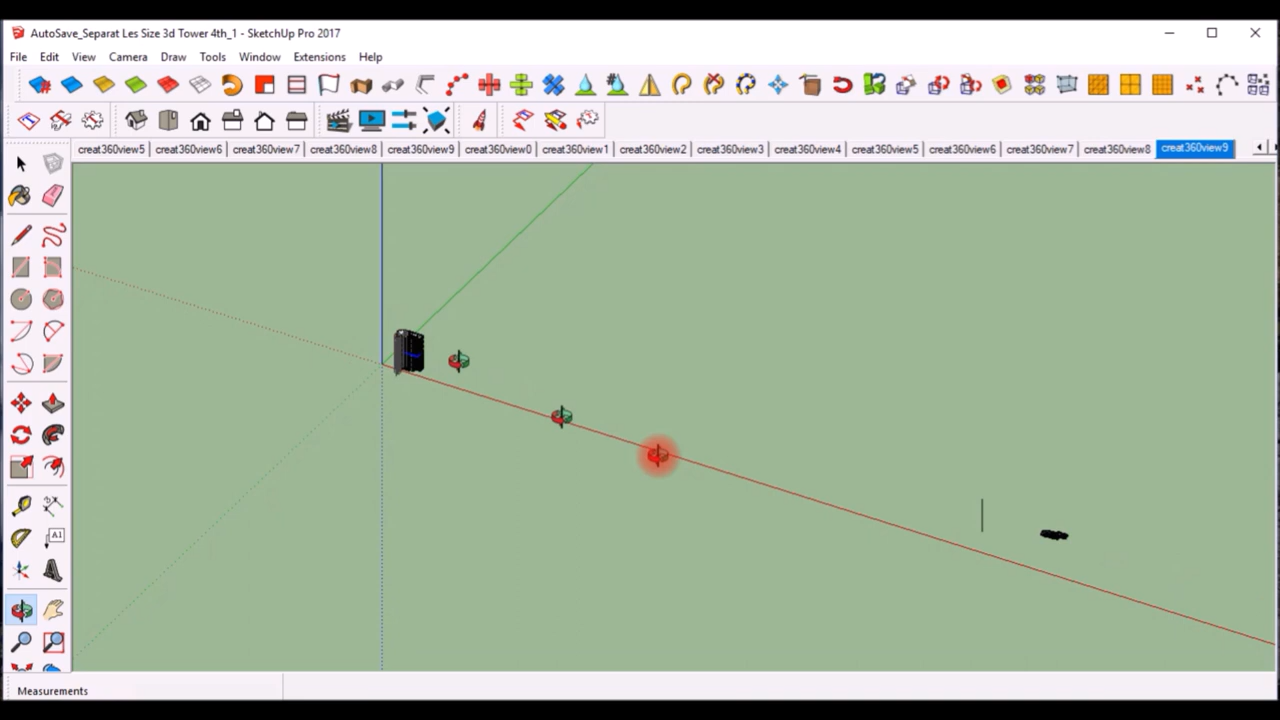 AutoSave_Separat Les Size 3d Tower 4th_1 - SketchUp Pro 2017
File Edit View Camera Draw Tools Window Extensions Help
creat360view5 creat360view6 creat360view7 creat360view8 creat360view9 creat360view0 creat360view1 creat360view2 creat360view3 creat360view4 creat360view5 creat360view6 creat360view7 creat360view8 creat360view9
A1
Measurements